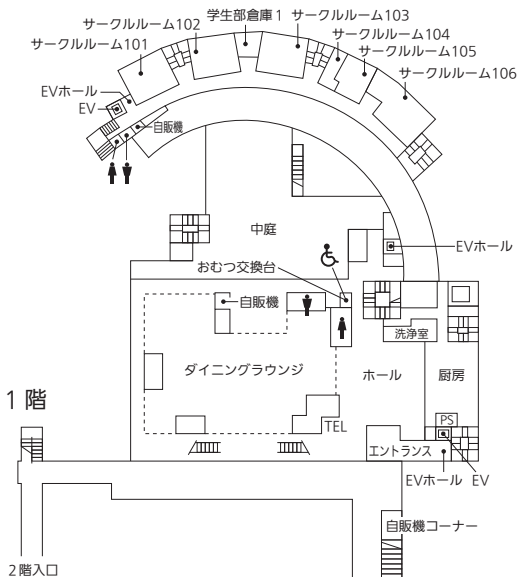 学生部倉庫1
サークルルーム103
サークルルーム102
サークルルーム104
サークルルーム101
サークルルーム105
サークルルーム106
EVホール
EV
自販機
中庭
EVホール
おむつ交換台
自販機
洗浄室
ダイニングラウンジ
ホール
厨房
1階
PS
TEL
エントランス
EVホール
EV
自販機コーナー
2階入口